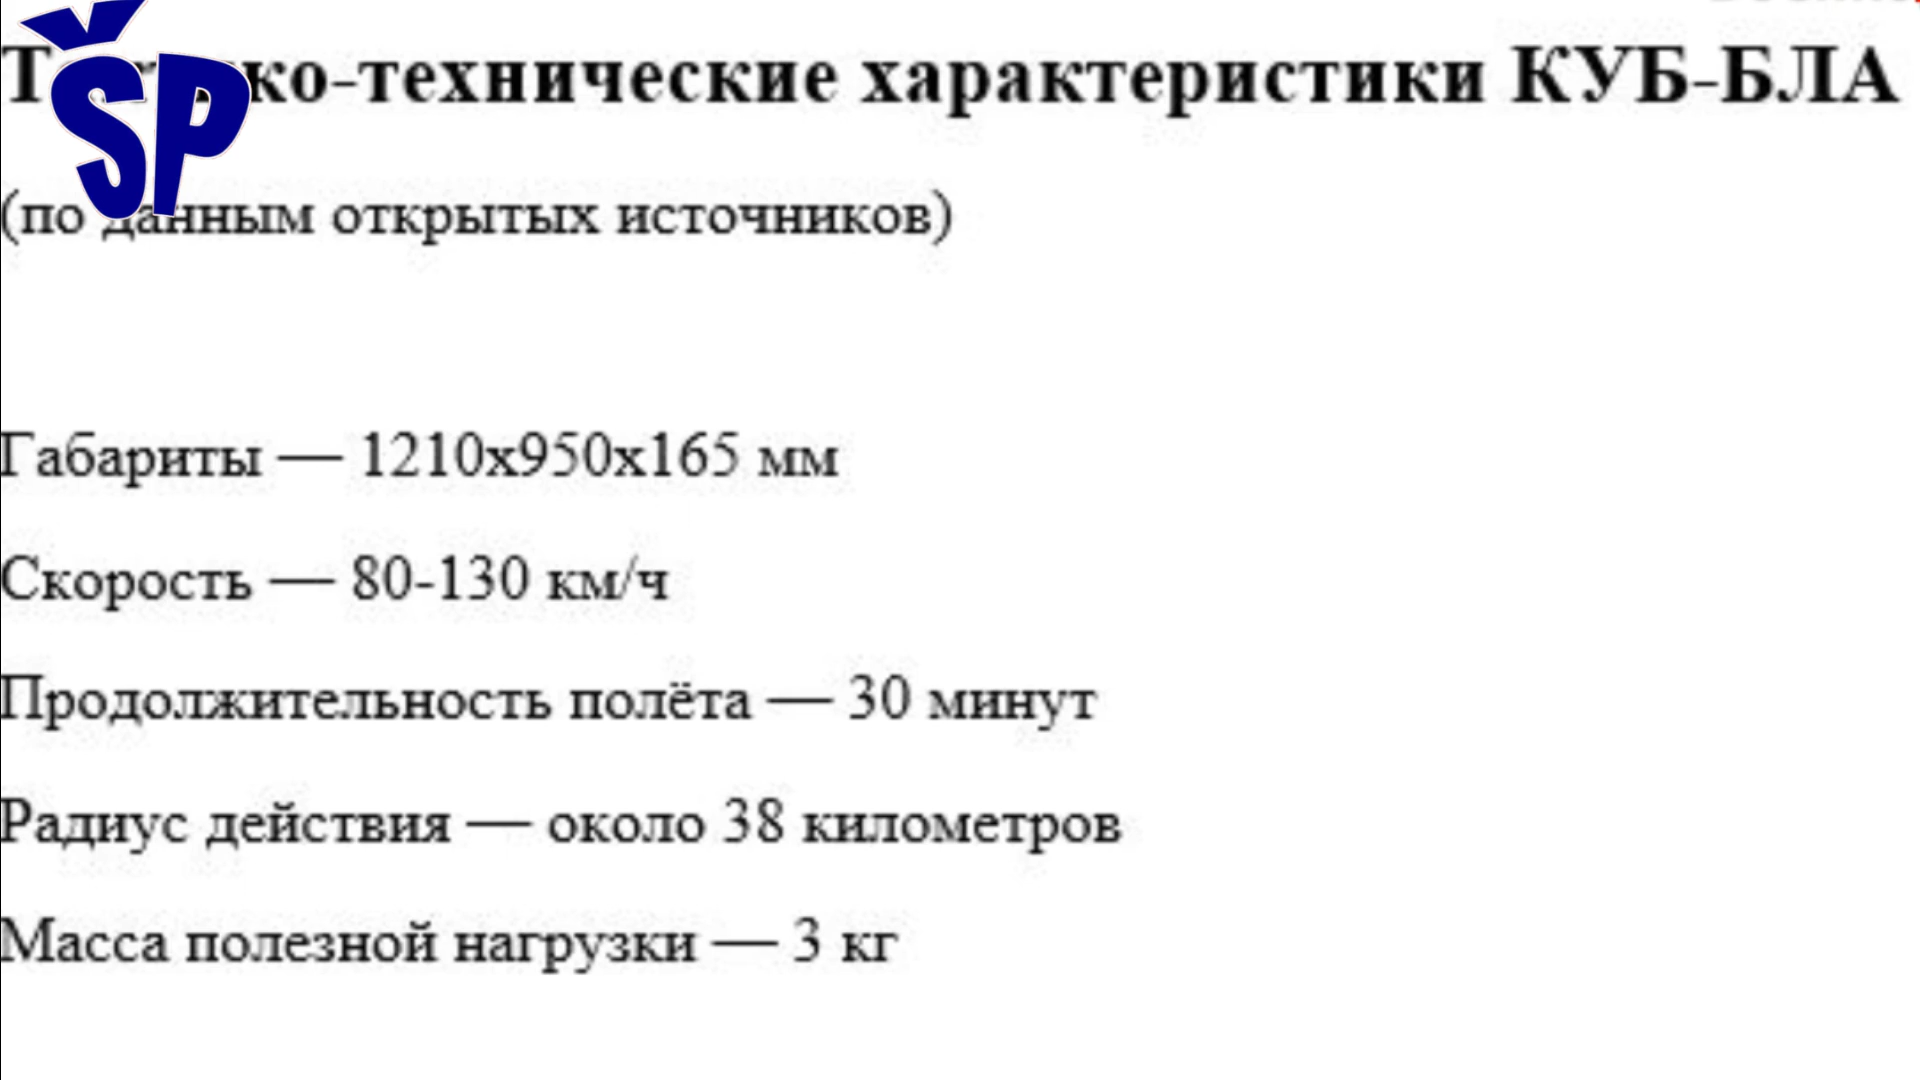 ŠP
ко-технические характеристики КУБ-БЛА
(по данным открытых источников)
Габариты — 1210х950х165 мм
Скорость — 80-130 км/ч
Продолжительность полёта — 30 минут
Радиус действия — около 38 километров
Масса полезной нагрузки — 3 кг